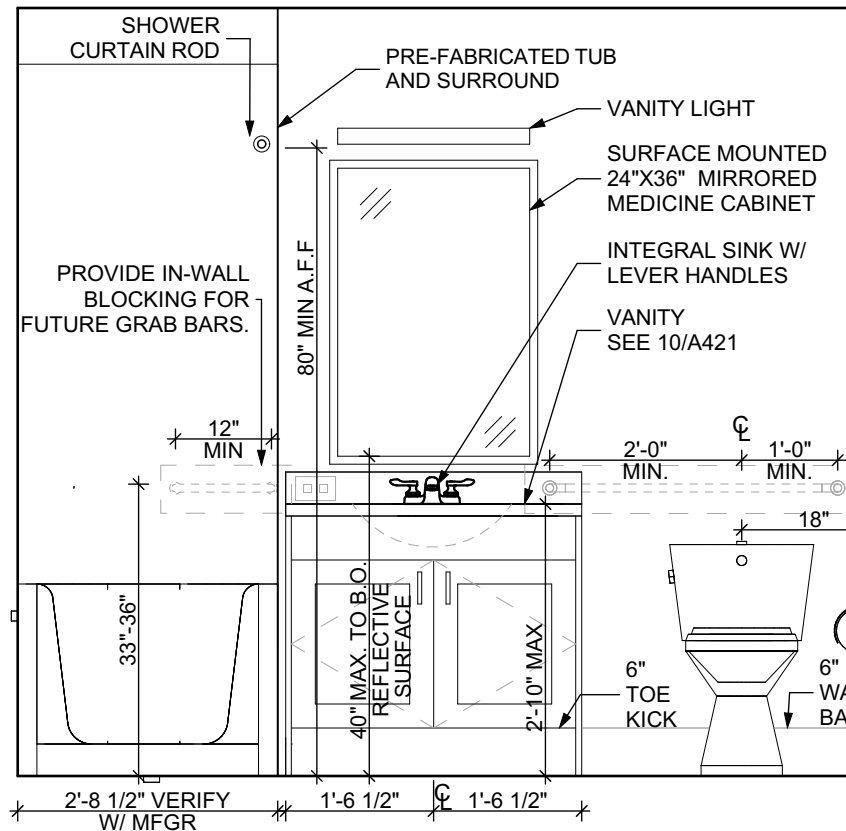 SHOWER
CURTAIN ROD
PRE-FABRICATED TUB
AND SURROUND
VANITY LIGHT
SURFACE MOUNTED
24"X36" MIRRORED
MEDICINE CABINET
80" MIN A.F.F
INTEGRAL SINK W/
LEVER HANDLES
PROVIDE IN-WALL
BLOCKING FOR
FUTURE GRAB BARS.
VANITY
SEE 10/A421
12"
MIN
2'-0"
MIN.
℄
1'-0"
MIN.
18"
33"-36"
40" MAX. TO B.O.
REFLECTIVE
SURFACE
2'-10" MAX
6"
TOE
KICK
6"
WA
BA
2'-8 1/2" VERIFY
W/ MFGR
1'-6 1/2"
℄
1'-6 1/2"